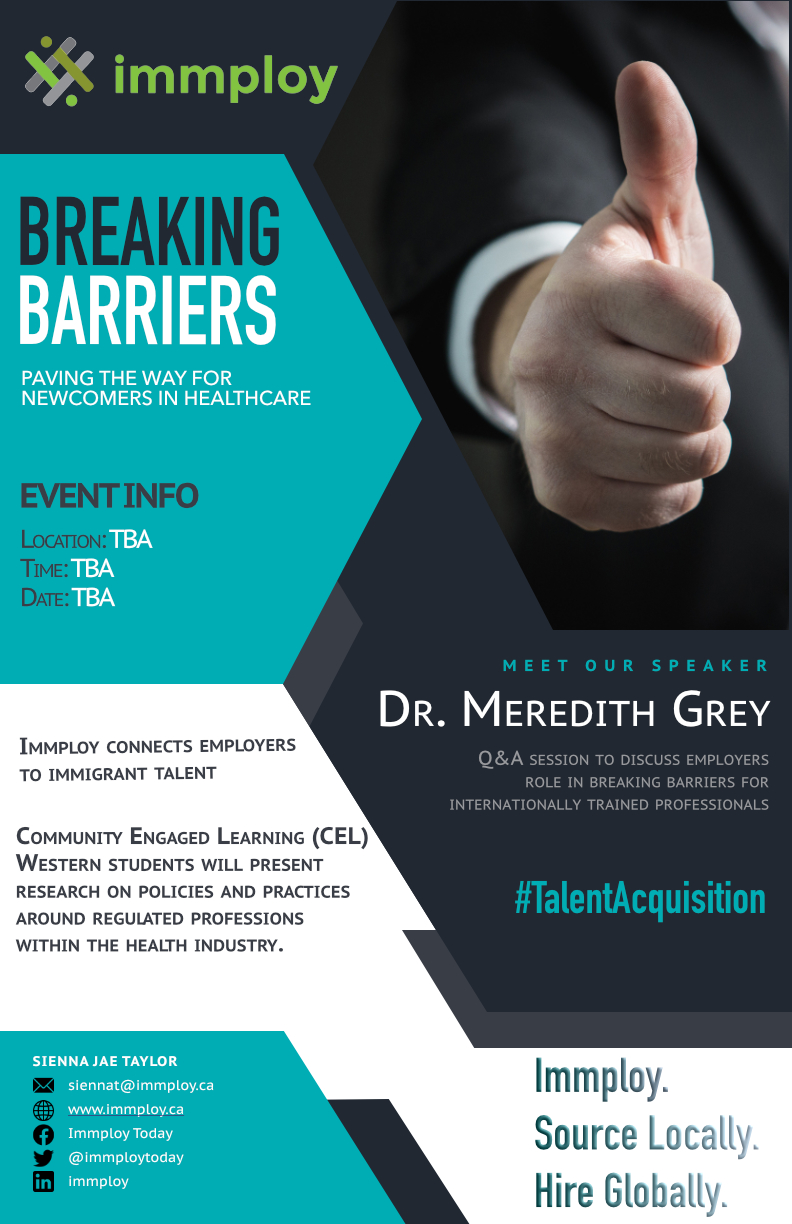 immploy
BREAKING
BARRIERS
PAVING THE WAY FOR
NEWCOMERS IN HEALTHCARE
EVENT INFO
LOCATION: TBA
TIME: TBA
DATE: TBA
MEET OUR SPEAKER
DR. MEREDITH GREY
Q&A SESSION TO DISCUSS EMPLOYERS
ROLE IN BREAKING BARRIERS FOR
INTERNATIONALLY TRAINED PROFESSIONALS
#TalentAcquisition
IMMPLOY CONNECTS EMPLOYERS
TO IMMIGRANT TALENT
COMMUNITY ENGAGED LEARNING (CEL)
WESTERN STUDENTS WILL PRESENT
RESEARCH ON POLICIES AND PRACTICES
AROUND REGULATED PROFESSIONS
WITHIN THE HEALTH INDUSTRY.
SIENNA JAE TAYLOR
siennat@immploy.ca
www.immploy.ca
Immploy Today
@immploytoday
immploy
Immploy.
Source Locally.
Hire Globally.